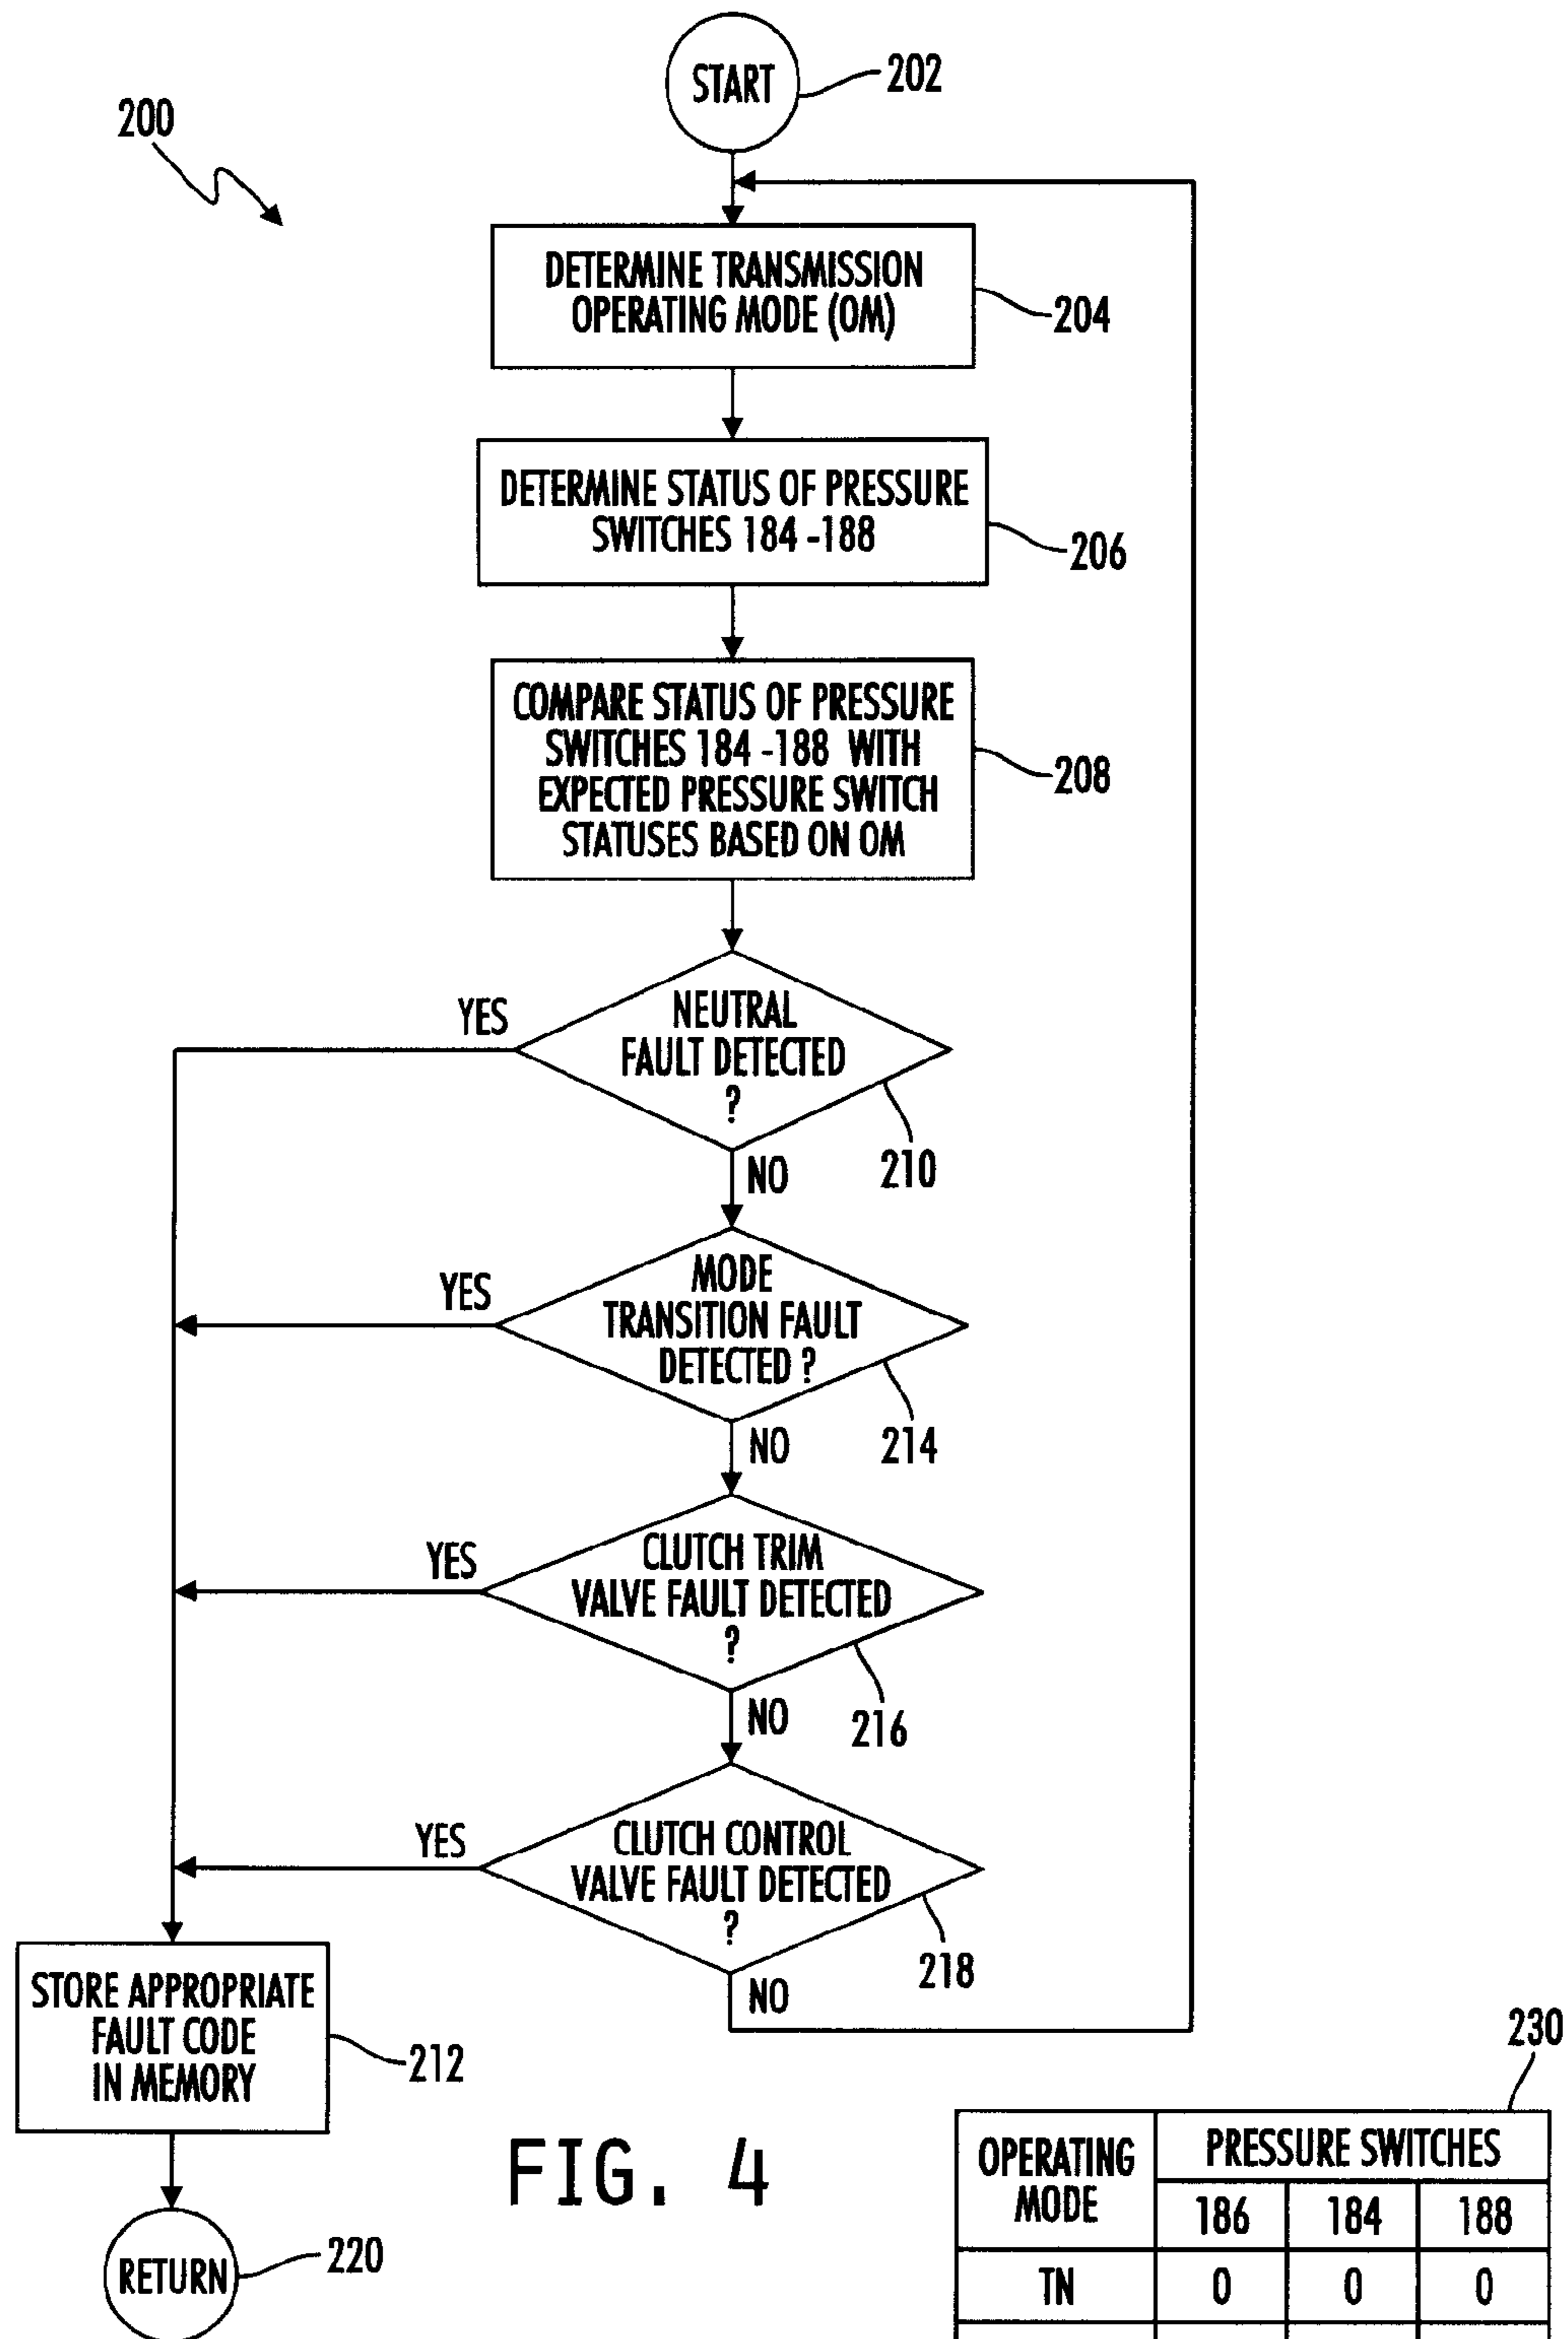 START
202
200
DETERMINE TRANSMISSION
OPERATING MODE (OM)
204
DETERMINE STATUS OF PRESSURE
SWITCHES 184 -188
206
COMPARE STATUS OF PRESSURE
SWITCHES 184 -188 WITH
EXPECTED PRESSURE SWITCH
STATUSES BASED ON OM
208
NEUTRAL
FAULT DETECTED
?
YES
210
NO
MODE
TRANSITION FAULT
DETECTED ?
YES
214
NO
CLUTCH TRIM
VALVE FAULT DETECTED
?
YES
216
NO
CLUTCH CONTROL
VALVE FAULT DETECTED
?
YES
218
NO
STORE APPROPRIATE
FAULT CODE
IN MEMORY
212
RETURN
220
FIG. 4
230
OPERATING
MODE
PRESSURE SWITCHES
186 184 188
TN 0 0 0